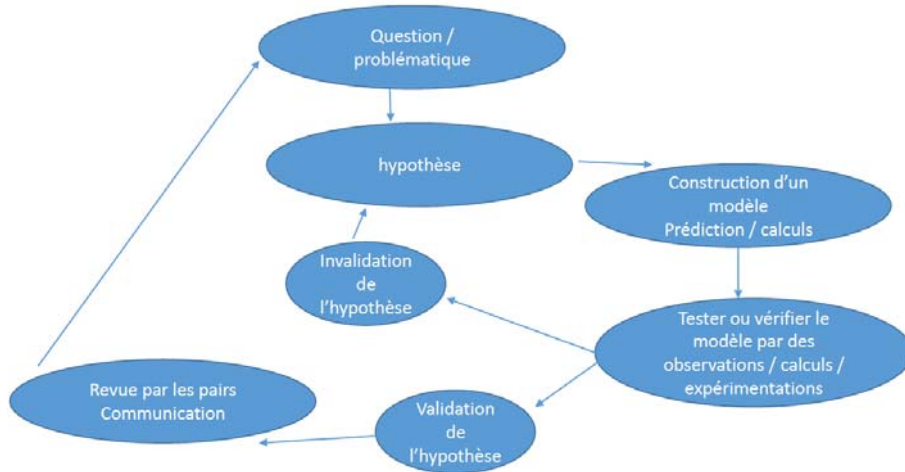 Question /
problématique
hypothèse
Construction d'un
modèle
Prédiction / calculs
Invalidation
de
l'hypothèse
Tester ou vérifier le
modèle par des
observations / calculs /
expérimentations
Revue par les pairs
Communication
Validation
de
l'hypothèse